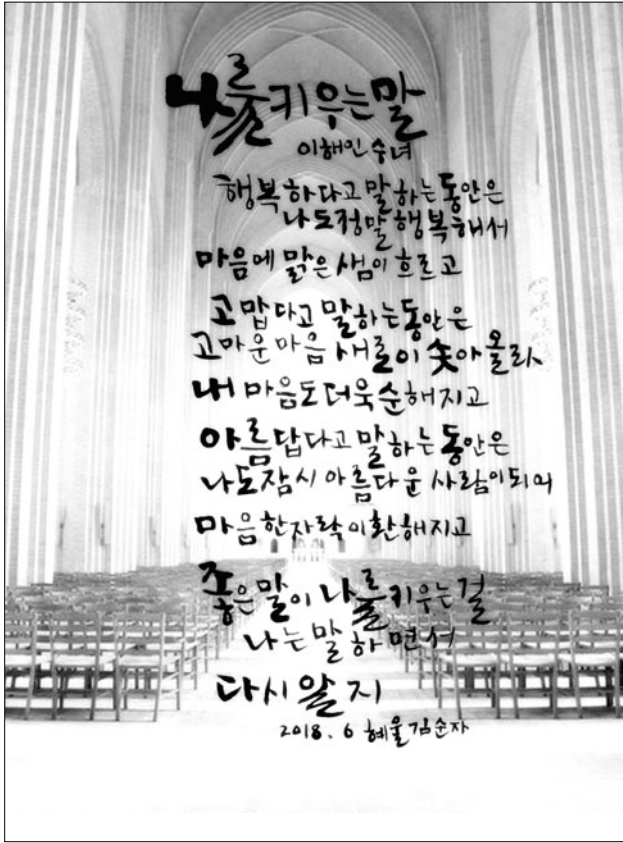 나를 키우는 말
이해인 수녀
행복하다고 말하는 동안은
나도 정말 행복해서
마음에 맑은 샘이 흐르고
고맙다고 말하는 동안은
고마운 마음 새로이 솟아 올라
내 마음도 더욱 순해지고
아름답다고 말하는 동안은
나도 잠시 아름다운 사람이 되어
마음 한자락이 환해지고
좋은 말이 나를 키우는 걸
나는 말하면서
다시 알지
2018. 6 혜울 김순자